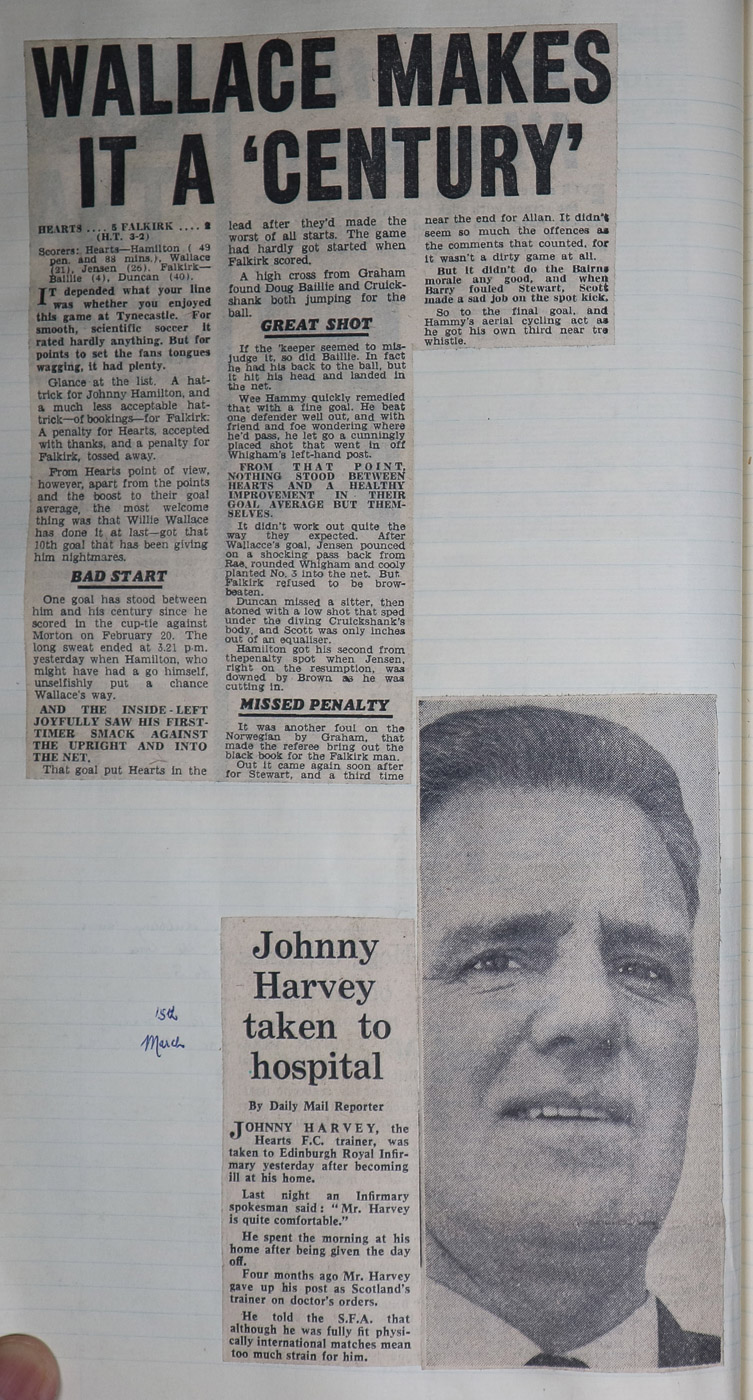 WALLACE MAKES
IT A 'CENTURY'
HEARTS .... 5 FALKIRK .... 2
(H.T. 3-2)
Scorers: Hearts—Hamilton ( 49
pen. and 88 mins.), Wallace
(21), Jensen (26). Falkirk—
Baillie (4), Duncan (40).
IT depended what your line
was whether you enjoyed
this game at Tynecastle. For
smooth, scientific soccer it
rated hardly anything. But for
points to set the fans tongues
wagging, it had plenty.
Glance at the list. A hat-
trick for Johnny Hamilton, and
a much less acceptable hat-
trick—of bookings—for Falkirk.
A penalty for Hearts, accepted
with thanks, and a penalty for
Falkirk, tossed away.
From Hearts point of view,
however, apart from the points
and the boost to their goal
average, the most welcome
thing was that Willie Wallace
has done it at last—got that
10th goal that has been giving
him nightmares.
BAD START
One goal has stood between
him and his century since he
scored in the cup-tie against
Morton on February 20. The
long sweat ended at 3.21 p.m.
yesterday when Hamilton, who
might have had a go himself,
unselfishly put a chance
Wallace's way.
AND THE INSIDE-LEFT
JOYFULLY SAW HIS FIRST-
TIMER SMACK AGAINST
THE UPRIGHT AND INTO
THE NET.
That goal put Hearts in the
lead after they'd made the
worst of all starts. The game
had hardly got started when
Falkirk scored.
A high cross from Graham
found Doug Baillie and Cruick-
shank both jumping for the
ball.
GREAT SHOT
If the 'keeper seemed to mis-
judge it, so did Baillie. In fact
he had his back to the ball, but
it hit his head and landed in
the net.
Wee Hammy quickly remedied
that with a fine goal. He beat
one defender well out, and with
friend and foe wondering where
he'd pass, he let go a cunningly
placed shot that went in off
Whigham's left-hand post.
FROM THAT POINT,
NOTHING STOOD BETWEEN
HEARTS AND A HEALTHY
IMPROVEMENT IN THEIR
GOAL AVERAGE BUT THEM-
SELVES.
It didn't work out quite the
way they expected. After
Wallacce's goal, Jensen pounced
on a shocking pass back from
Rae, rounded Whigham and cooly
planted No. 3 into the net. But
Falkirk refused to be brow-
beaten.
Duncan missed a sitter, then
atoned with a low shot that sped
under the diving Cruickshank's
body, and Scott was only inches
out of an equaliser.
Hamilton got his second from
thepenalty spot when Jensen,
right on the resumption, was
downed by Brown as he was
cutting in.
MISSED PENALTY
It was another foul on the
Norwegian by Graham, that
made the referee bring out the
black book for the Falkirk man.
Out it came again soon after
for Stewart, and a third time
near the end for Allan. It didn't
seem so much the offences as
the comments that counted, for
it wasn't a dirty game at all.
But it didn't do the Bairns
morale any good, and when
Barry fouled Stewart, Scott
made a sad job on the spot kick.
So to the final goal, and
Hammy's aerial cycling act as
he got his own third near tre
whistle.
15th
March
Johnny
Harvey
taken to
hospital
By Daily Mail Reporter
JOHNNY HARVEY, the
Hearts F.C. trainer, was
taken to Edinburgh Royal Infir-
mary yesterday after becoming
ill at his home.
Last night an Infirmary
spokesman said: "Mr. Harvey
is quite comfortable."
He spent the morning at his
home after being given the day
off.
Four months ago Mr. Harvey
gave up his post as Scotland's
trainer on doctor's orders.
He told the S.F.A. that
although he was fully fit physi-
cally international matches mean
too much strain for him.